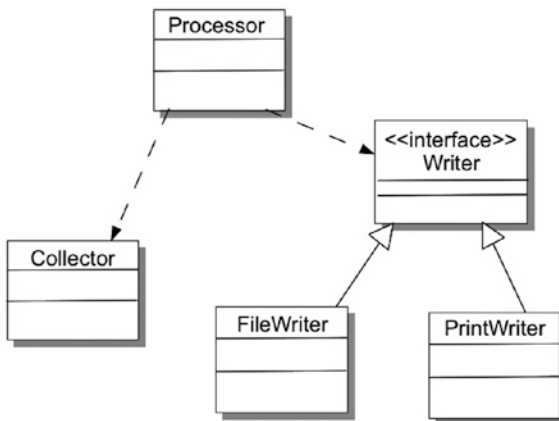 Processor
<<interface>>
Writer
Collector
FileWriter
PrintWriter